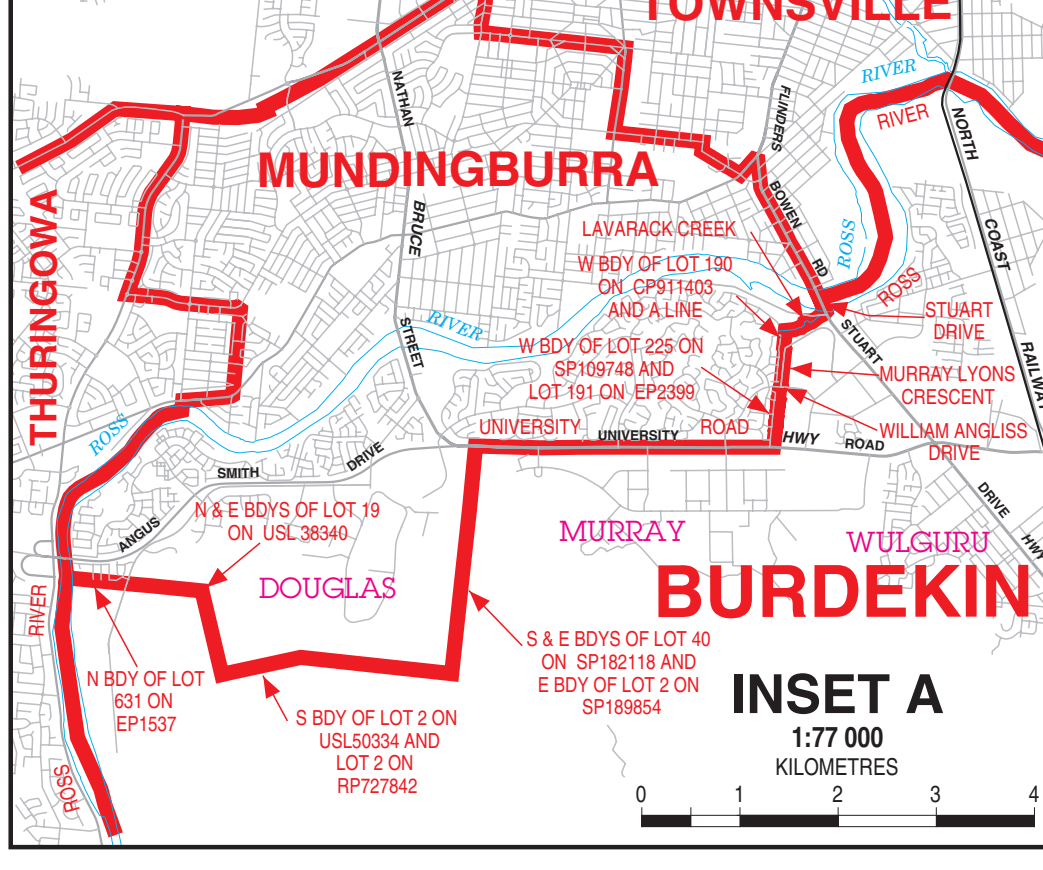 TOWNSVILLE
RIVER
RIVER
NATHAN
FLINDERS
NORTH
MUNDINGBURRA
BOWEN
RD
THURINGOWA
BRUCE
LAVARACK CREEK
ROSS
COAST
W BDY OF LOT 190
ON CP911403
AND A LINE
ROSS
STUART
DRIVE
RIVER
STREET
STUART
RAILWAY
W BDY OF LOT 225 ON
SP109748 AND
LOT 191 ON EP2399
MURRAY LYONS
CRESCENT
ROSS
UNIVERSITY
UNIVERSITY
ROAD
HWY
ROAD
WILLIAM ANGLISS
DRIVE
SMITH
DRIVE
ANGUS
DRIVE
HWY
N & E BDYS OF LOT 19
ON USL 38340
MURRAY
WULGURU
DOUGLAS
BURDEKIN
RIVER
S & E BDYS OF LOT 40
ON SP182118 AND
E BDY OF LOT 2 ON
SP189854
N BDY OF LOT
631 ON
EP1537
S BDY OF LOT 2 ON
USL50334 AND
LOT 2 ON
RP727842
ROSS
INSET A
1:77 000
KILOMETRES
0 1 2 3 4